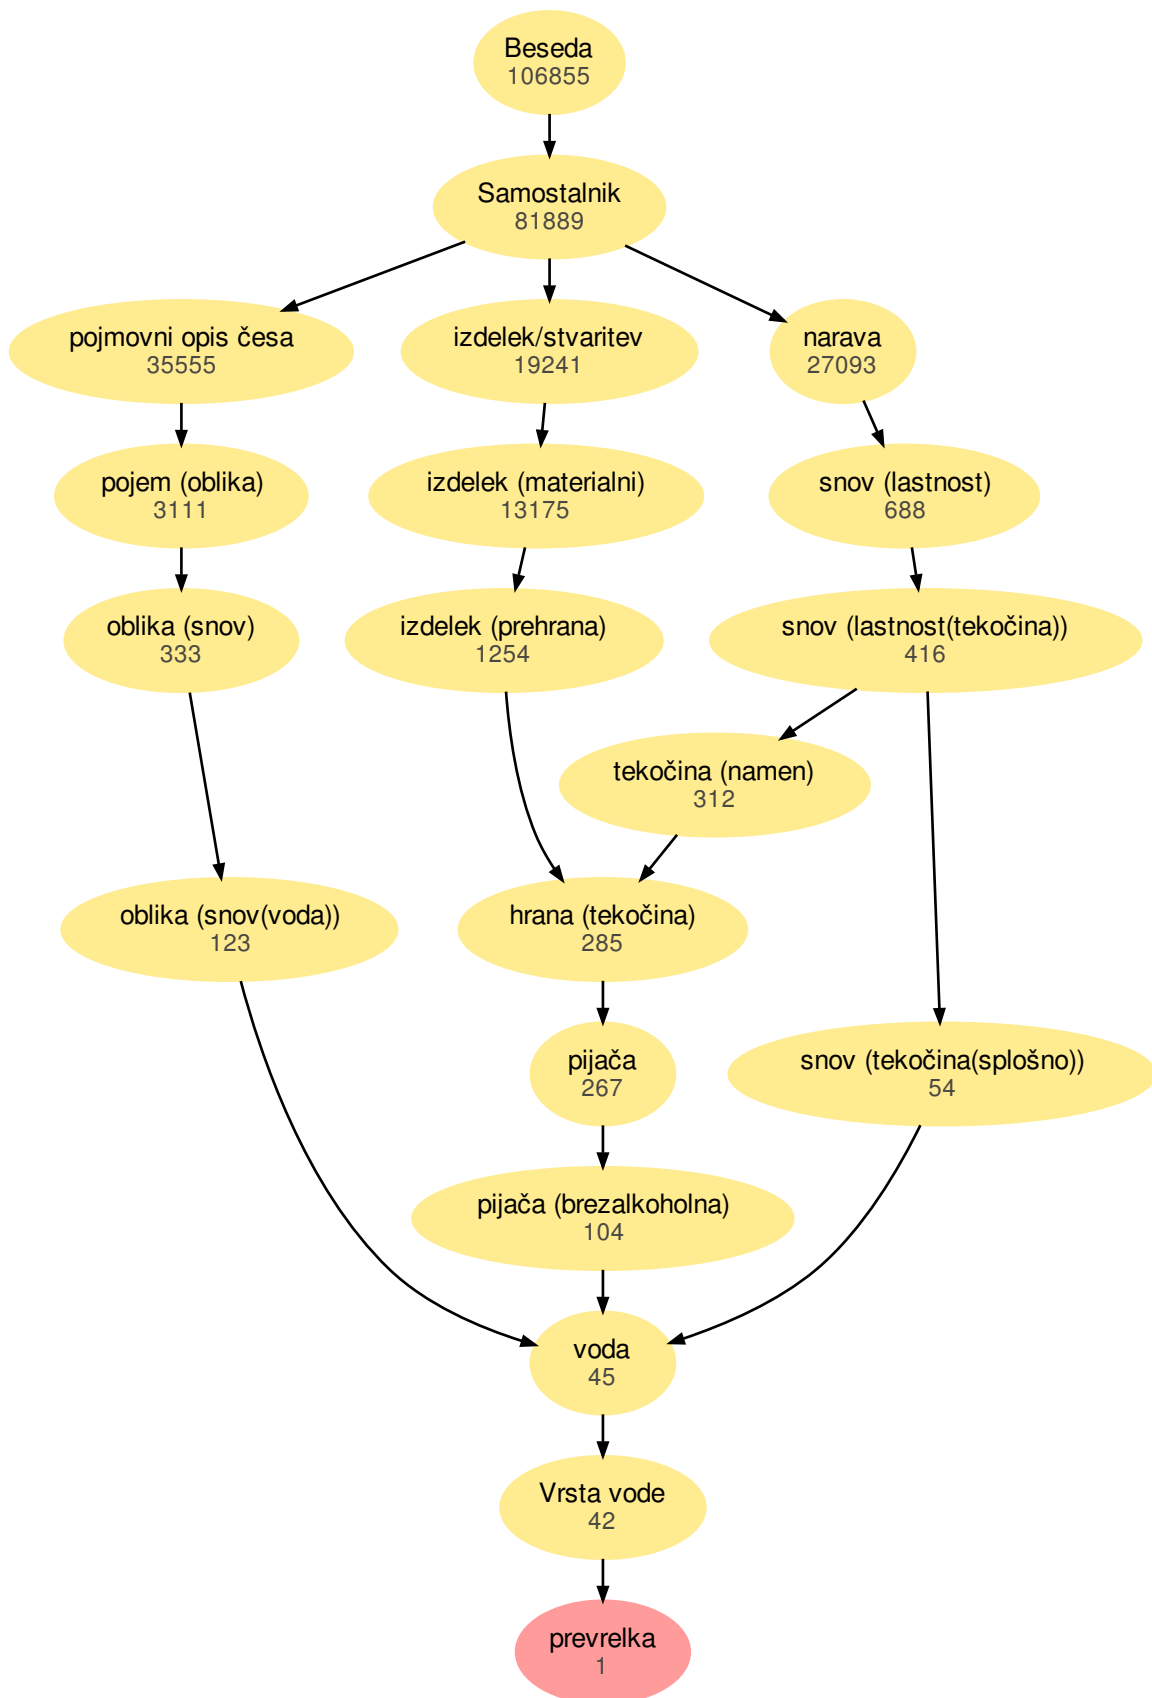 Beseda
106855
Samostalnik
81889
pojmovni opis česa
35555
izdelek/stvaritev
19241
narava
27093
pojem (oblika)
3111
izdelek (materialni)
13175
snov (lastnost)
688
oblika (snov)
333
izdelek (prehrana)
1254
snov (lastnost(tekočina))
416
tekočina (namen)
312
oblika (snov(voda))
123
hrana (tekočina)
285
pijača
267
snov (tekočina(splošno))
54
pijača (brezalkoholna)
104
voda
45
Vrsta vode
42
prevrelka
1